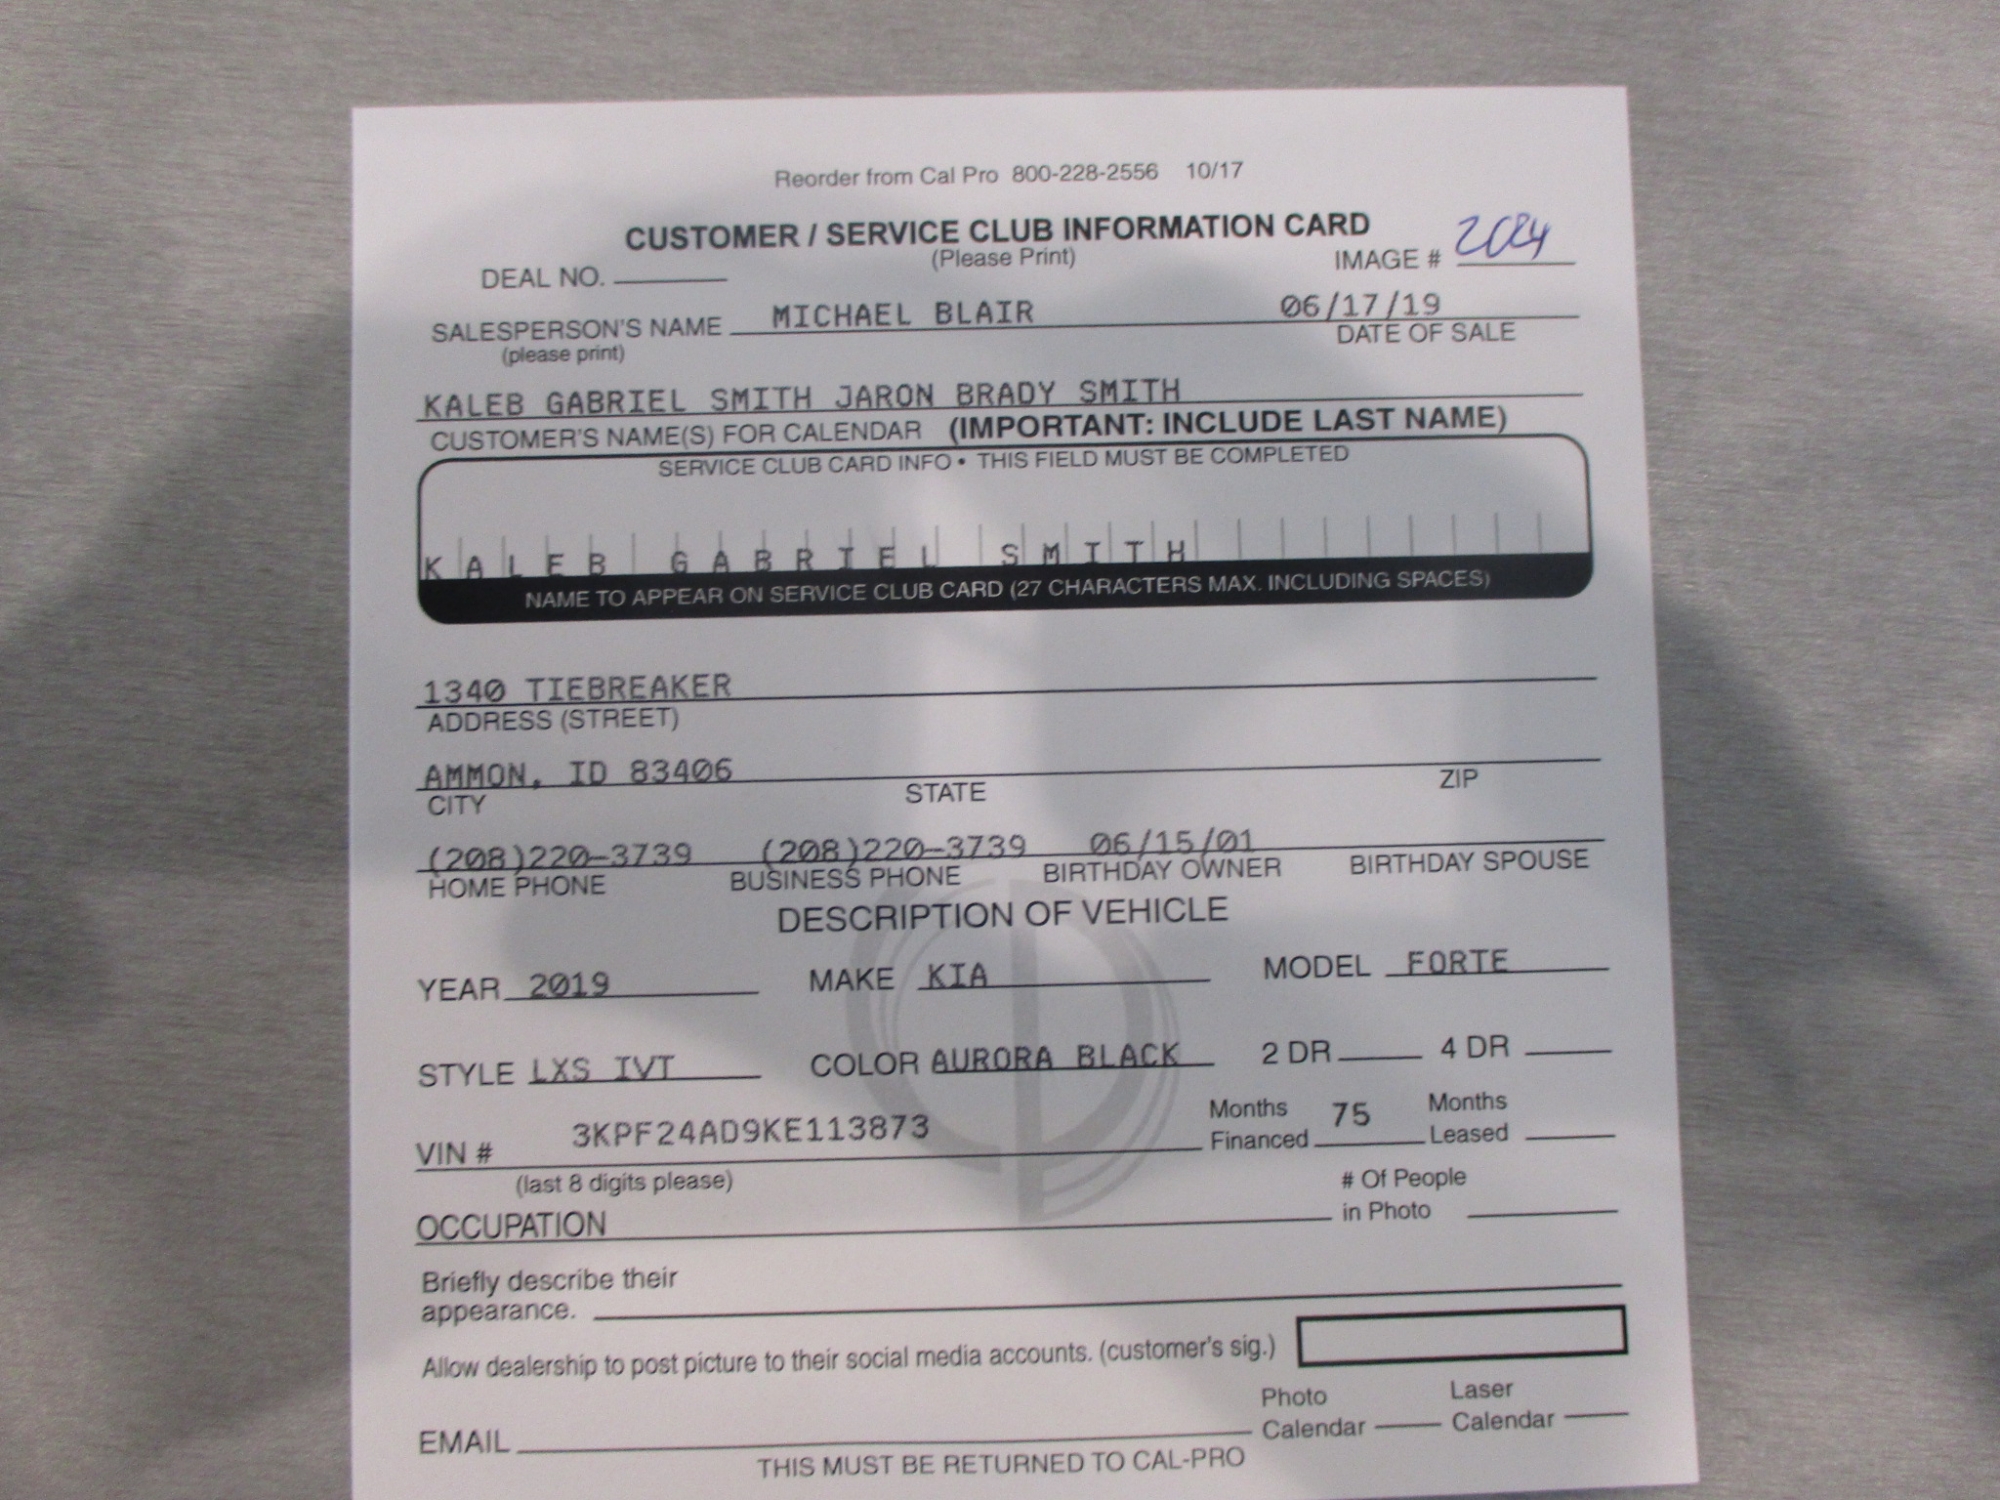 Reorder from Cal Pro 800-228-2556 10/17
CUSTOMER / SERVICE CLUB INFORMATION CARD
(Please Print)
DEAL NO.
IMAGE #
MICHAEL BLAIR 06/17/19
SALESPERSON'S NAME DATE OF SALE
(please print)
KALEB GABRIEL SMITH JARON BRADY SMITH
CUSTOMER'S NAME(S) FOR CALENDAR (IMPORTANT: INCLUDE LAST NAME)
SERVICE CLUB CARD INFO • THIS FIELD MUST BE COMPLETED
KALEB GABRIEL SMITH
NAME TO APPEAR ON SERVICE CLUB CARD (27 CHARACTERS MAX. INCLUDING SPACES)
1340 TIEBREAKER
ADDRESS (STREET)
AMMON, ID 83406
CITY STATE ZIP
(208)220-3739 (208)220-3739 06/15/01
HOME PHONE BUSINESS PHONE BIRTHDAY OWNER BIRTHDAY SPOUSE
DESCRIPTION OF VEHICLE
YEAR 2019 MAKE KIA MODEL FORTE
STYLE LXS IVT COLOR AURORA BLACK 2 DR 4 DR
VIN # 3KPF24AD9KE113873 Months Financed 75 Months Leased
(last 8 digits please)
OCCUPATION # Of People in Photo
Briefly describe their
appearance.
Allow dealership to post picture to their social media accounts. (customer's sig.)
EMAIL Photo Calendar Laser Calendar
THIS MUST BE RETURNED TO CAL-PRO